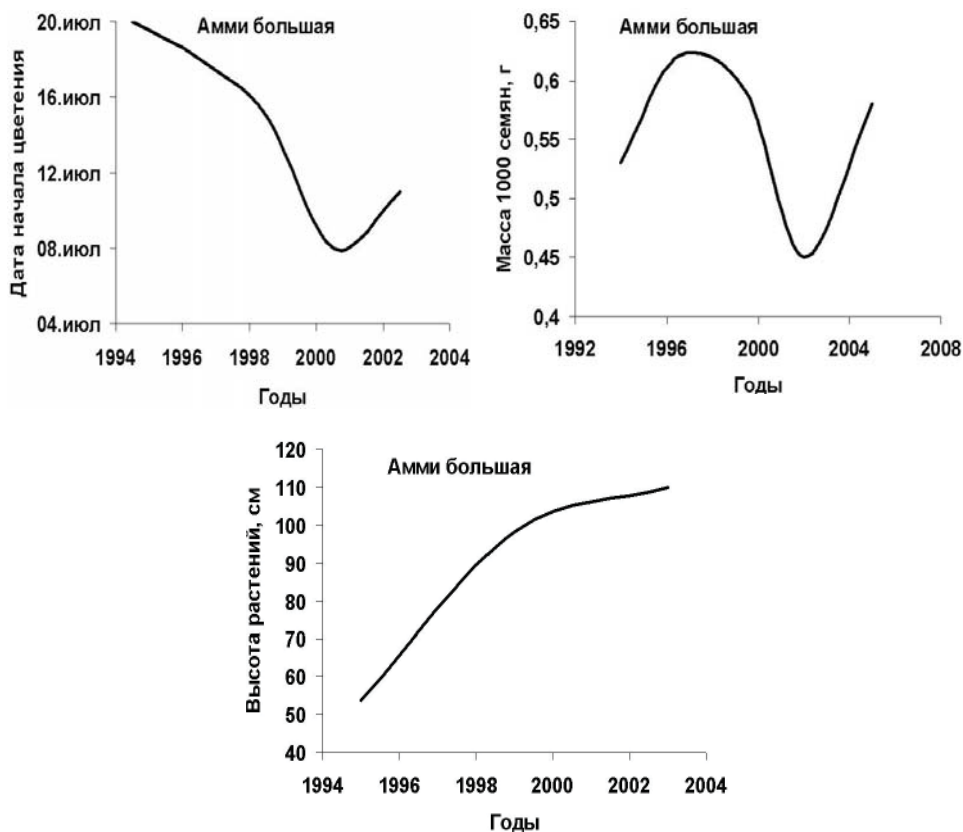 Амми большая
Дата начала цветения
20.июл
16.июл
12.июл
08.июл
04.июл
1994 1996 1998 2000 2002 2004
Годы
Амми большая
Масса 1000 семян, г
0,65
0,6
0,55
0,5
0,45
0,4
1992 1996 2000 2004 2008
Годы
Амми большая
Высота растений, см
120
110
100
90
80
70
60
50
40
1994 1996 1998 2000 2002 2004
Годы